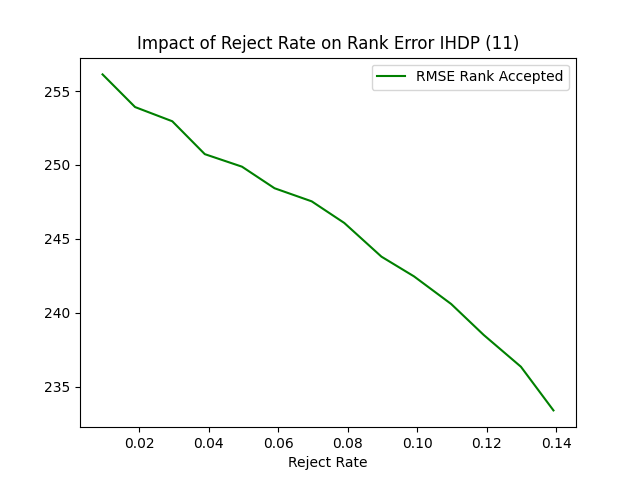 Impact of Reject Rate on Rank Error IHDP (11)
RMSE Rank Accepted
255
250
245
240
235
0.02 0.04 0.06 0.08 0.10 0.12 0.14
Reject Rate